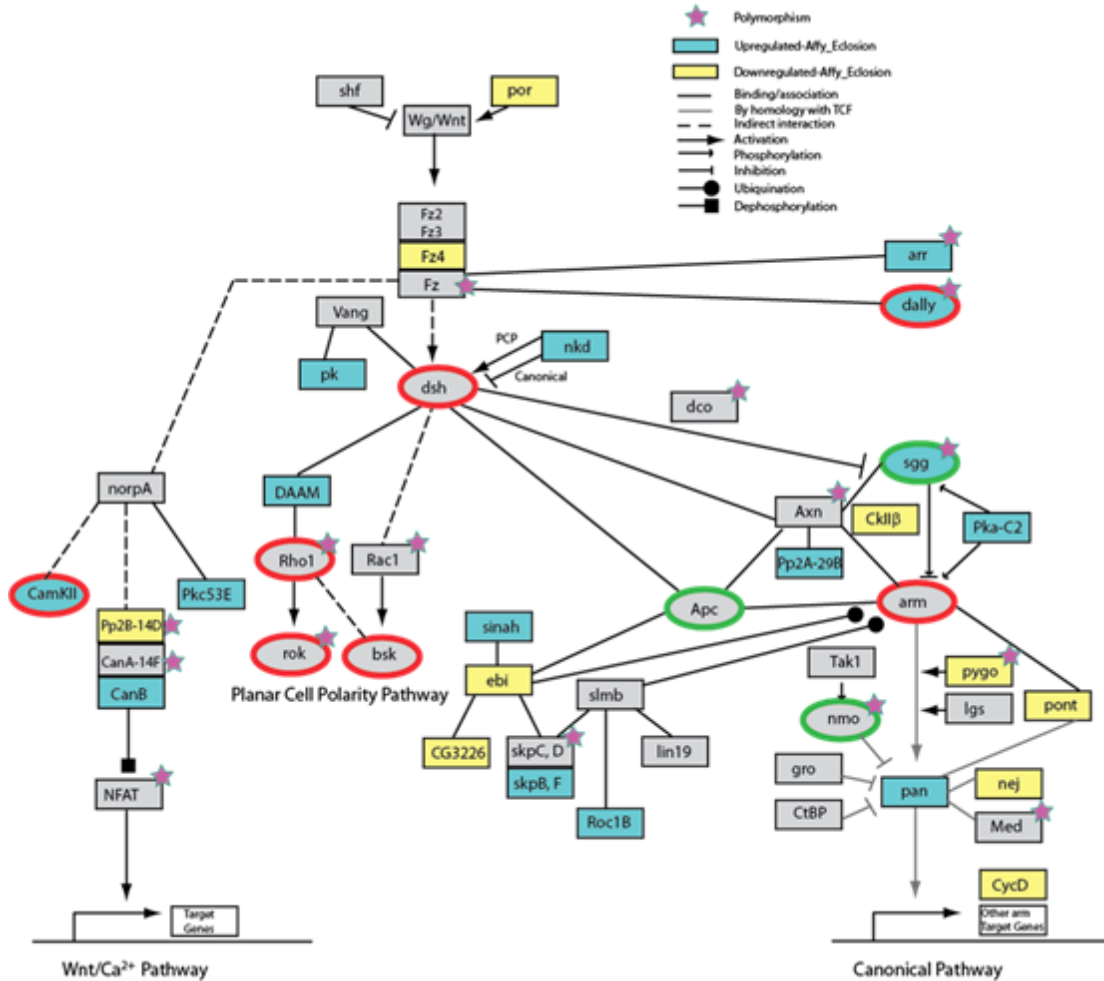 Polymorphism
Upregulated-Affy_Eclosion
Downregulated-Affy_Eclosion
Binding/association
By homology with TCF
Indirect interaction
Activation
Phosphorylation
Inhibition
Ubiquination
Dephosphorylation
shf
por
Wg/Wnt
Fz2
Fz3
Fz4
Fz
arr
dally
Vang
pk
PCP
nkd
Canonical
dsh
dco
sgg
norpA
DAAM
Axn
CkIIβ
Pka-C2
Rho1
Rac1
Pp2A-29B
CamKII
Pkc53E
Apc
arm
Pp2B-14D
CanA-14F
CanB
rok
bsk
Planar Cell Polarity Pathway
sinah
ebi
slmb
Tak1
pygo
lgs
pont
nmo
CG3226
skpC, D
skpB, F
lin19
Roc1B
gro
CtBP
pan
nej
Med
NFAT
CycD
Target
Genes
Other arm
Target Genes
Wnt/Ca²⁺ Pathway
Canonical Pathway